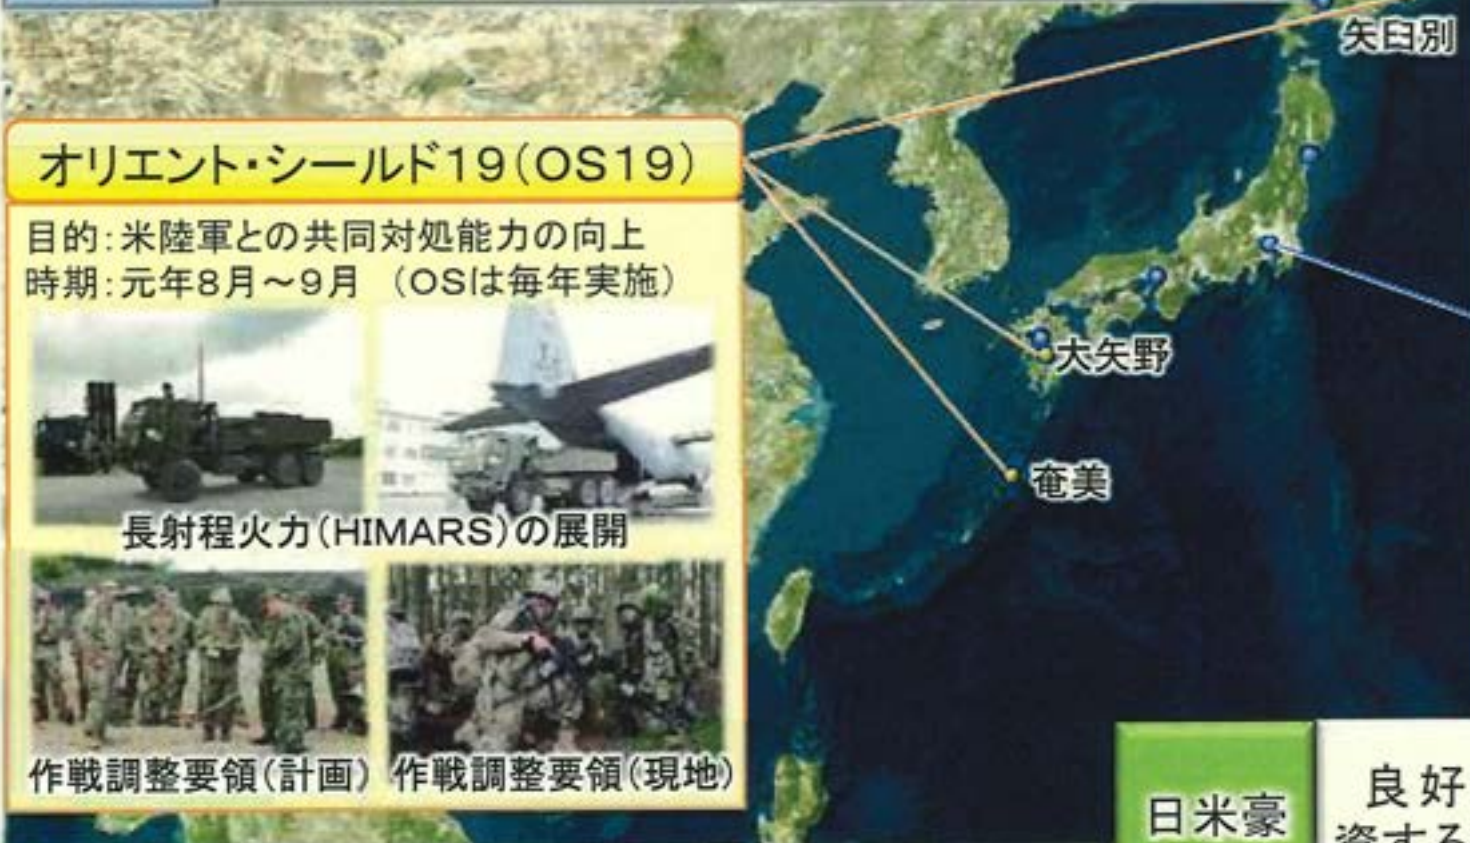 矢臼別
オリエント・シールド19(OS19)
目的:米陸軍との共同対処能力の向上
時期:元年8月~9月 (OSは毎年実施)
大矢野
長射程火力(HIMARS)の展開
奄美
作戦調整要領(計画)
作戦調整要領(現地)
日米豪
良好
資する